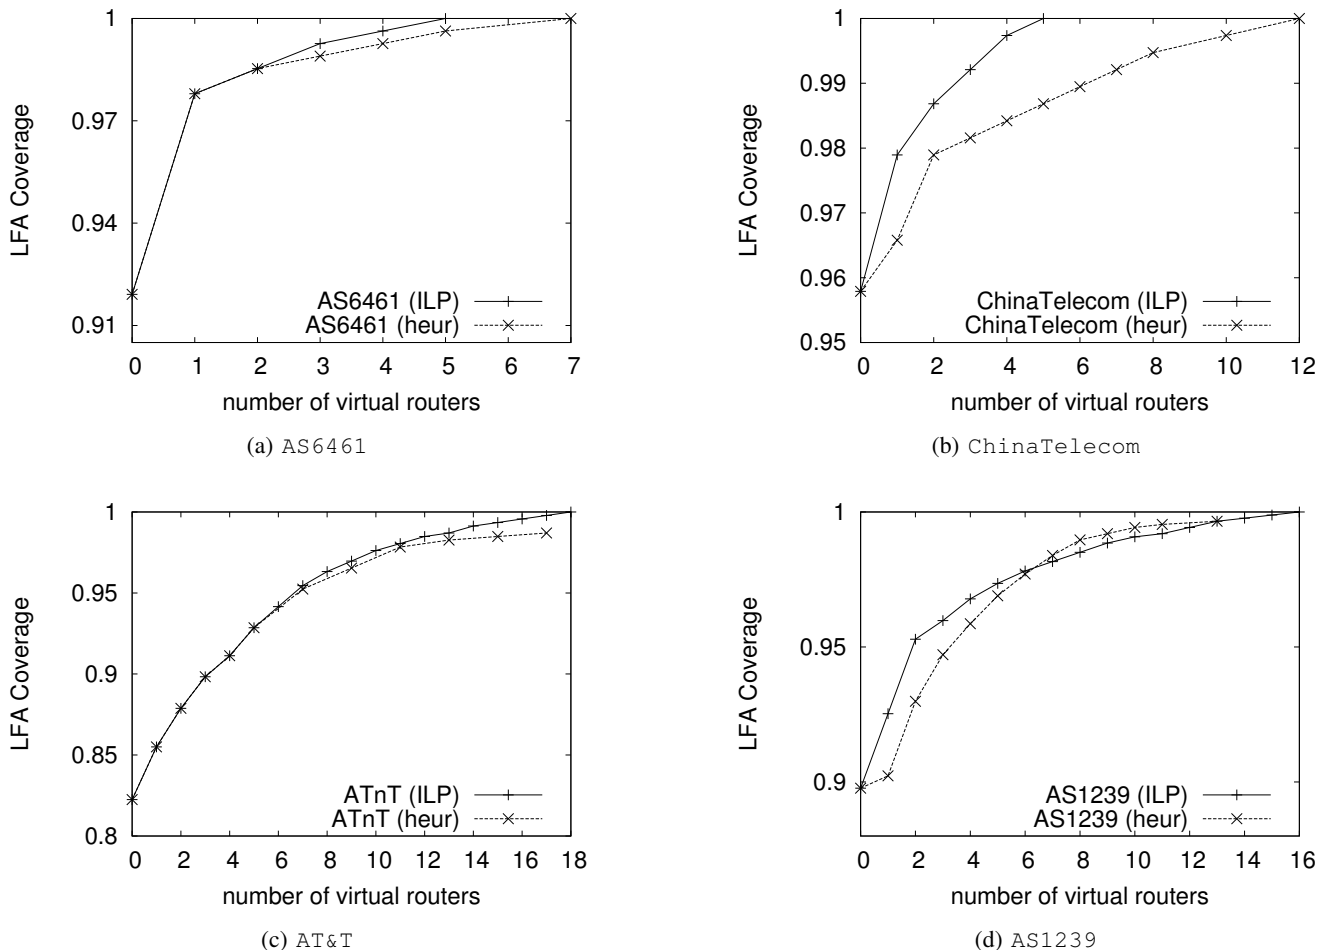 1
0.97
0.94
0.91
LFA Coverage
AS6461 (ILP)
AS6461 (heur)
0 1 2 3 4 5 6 7
number of virtual routers
(a) AS6461
1
0.99
0.98
0.97
0.96
0.95
LFA Coverage
ChinaTelecom (ILP)
ChinaTelecom (heur)
0 2 4 6 8 10 12
number of virtual routers
(b) ChinaTelecom
1
0.95
0.9
0.85
0.8
LFA Coverage
ATnT (ILP)
ATnT (heur)
0 2 4 6 8 10 12 14 16 18
number of virtual routers
(c) AT&T
1
0.95
0.9
LFA Coverage
AS1239 (ILP)
AS1239 (heur)
0 2 4 6 8 10 12 14 16
number of virtual routers
(d) AS1239